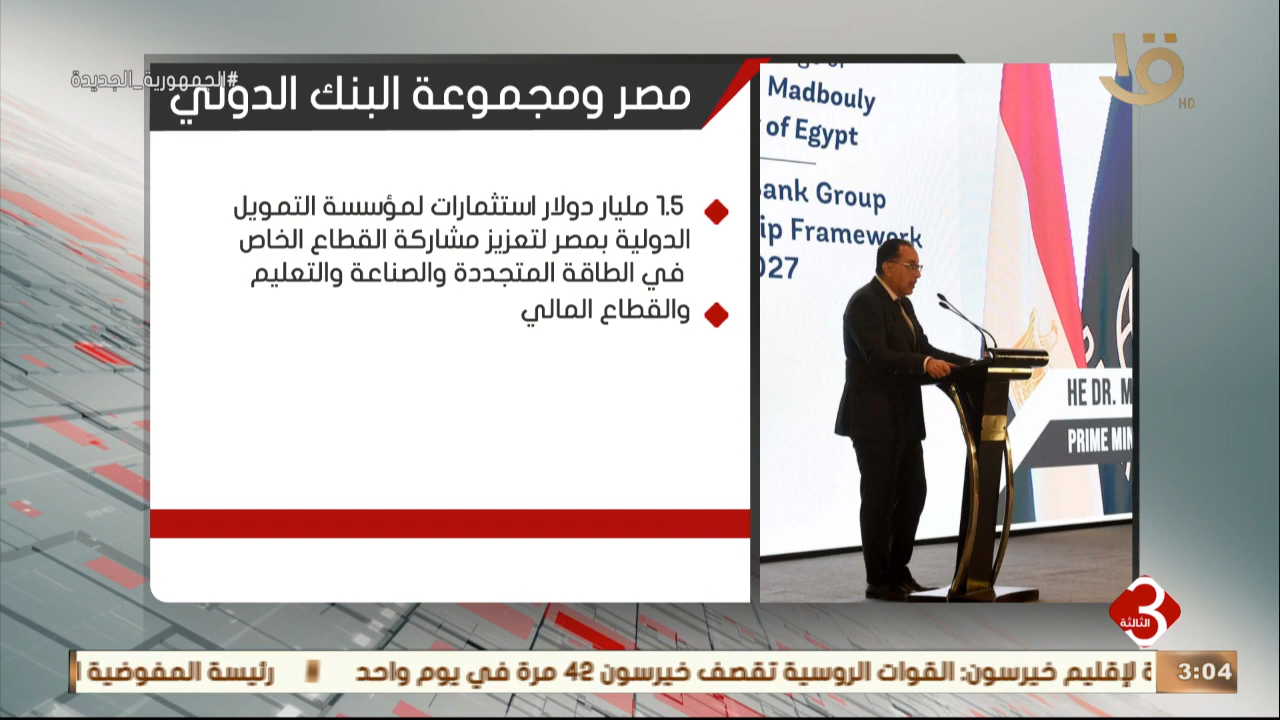 #الجمهورية_الجديدة
مصر ومجموعة البنك الدولي
1.5 مليار دولار استثمارات لمؤسسة التمويل
الدولية بمصر لتعزيز مشاركة القطاع الخاص
في الطاقة المتجددة والصناعة والتعليم
والقطاع المالي
Madbouly
of Egypt
ank Group
ip Framework
027
HE DR. M
PRIME MIN
HD
3
الثالثة
ة لإقليم خيرسون: القوات الروسية تقصف خيرسون 42 مرة في يوم واحد
رئيسة المفوضية ا
3:04